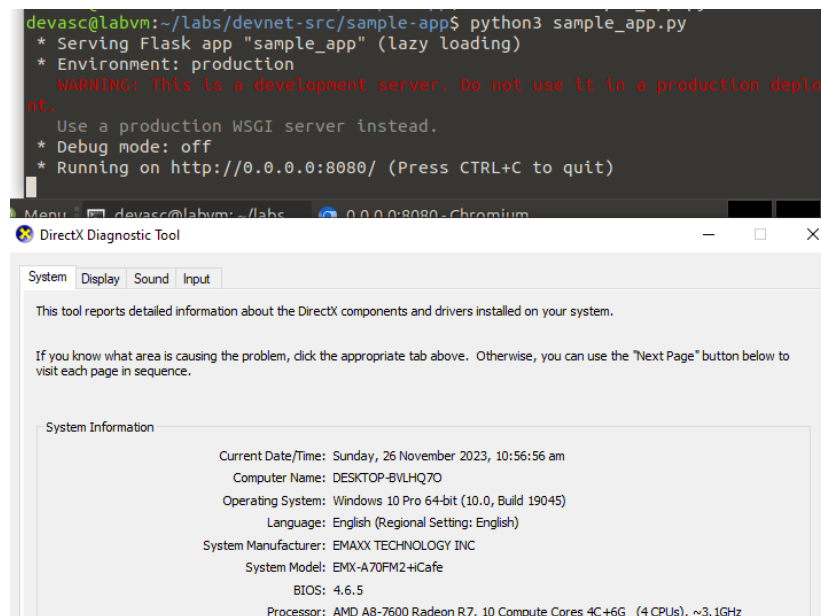 devasc@labvm:~/labs/devnet-src/sample-app$ python3 sample_app.py
* Serving Flask app "sample_app" (lazy loading)
* Environment: production
WARNING: This is a development server. Do not use it in a production deplo
nt.
Use a production WSGI server instead.
* Debug mode: off
* Running on http://0.0.0.0:8080/ (Press CTRL+C to quit)
Menu devasc@labvm: ~/labs 0.0.0.0:8080 - Chromium
DirectX Diagnostic Tool
System Display Sound Input
This tool reports detailed information about the DirectX components and drivers installed on your system.
If you know what area is causing the problem, click the appropriate tab above. Otherwise, you can use the "Next Page" button below to
visit each page in sequence.
System Information
Current Date/Time: Sunday, 26 November 2023, 10:56:56 am
Computer Name: DESKTOP-BVLHQ7O
Operating System: Windows 10 Pro 64-bit (10.0, Build 19045)
Language: English (Regional Setting: English)
System Manufacturer: EMAXX TECHNOLOGY INC
System Model: EMX-A70FM2+iCafe
BIOS: 4.6.5
Processor: AMD A8-7600 Radeon R7, 10 Compute Cores 4C+6G (4 CPUs), ~3.1GHz